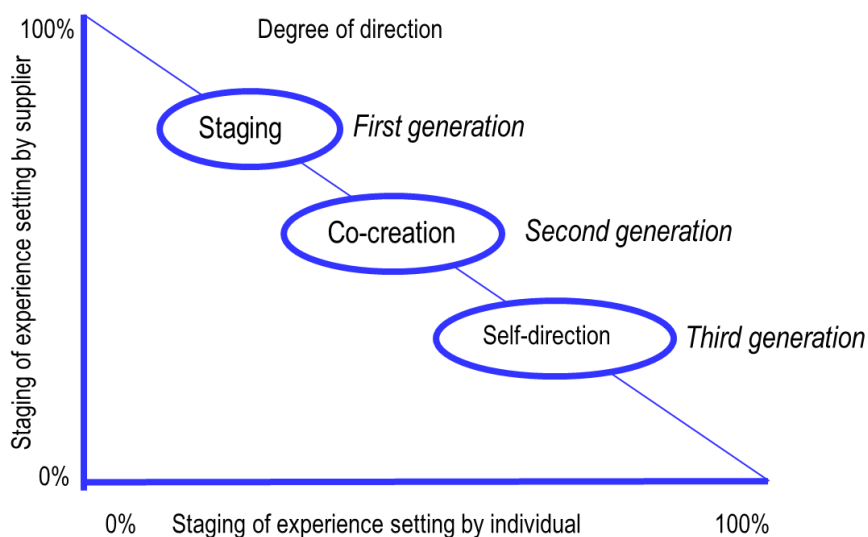 100%
Degree of direction
Staging of experience setting by supplier
Staging
First generation
Co-creation
Second generation
Self-direction
Third generation
0%
0%
Staging of experience setting by individual
100%